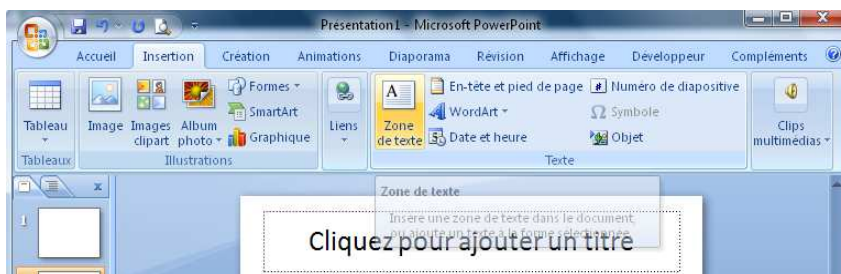 Présentation1 - Microsoft PowerPoint
Accueil Insertion Création Animations Diaporama Révision Affichage Développeur Compléments
Tableau
Image
Images clipart
Album photo
Formes
SmartArt
Graphique
Liens
Zone de texte
En-tête et pied de page
WordArt
Date et heure
Numéro de diapositive
Symbole
Objet
Clips multimédias
Tableaux Illustrations Texte
Zone de texte
Insère une zone de texte dans le document,
ou ajoute un texte à la forme sélectionnée.
1
Cliquez pour ajouter un titre